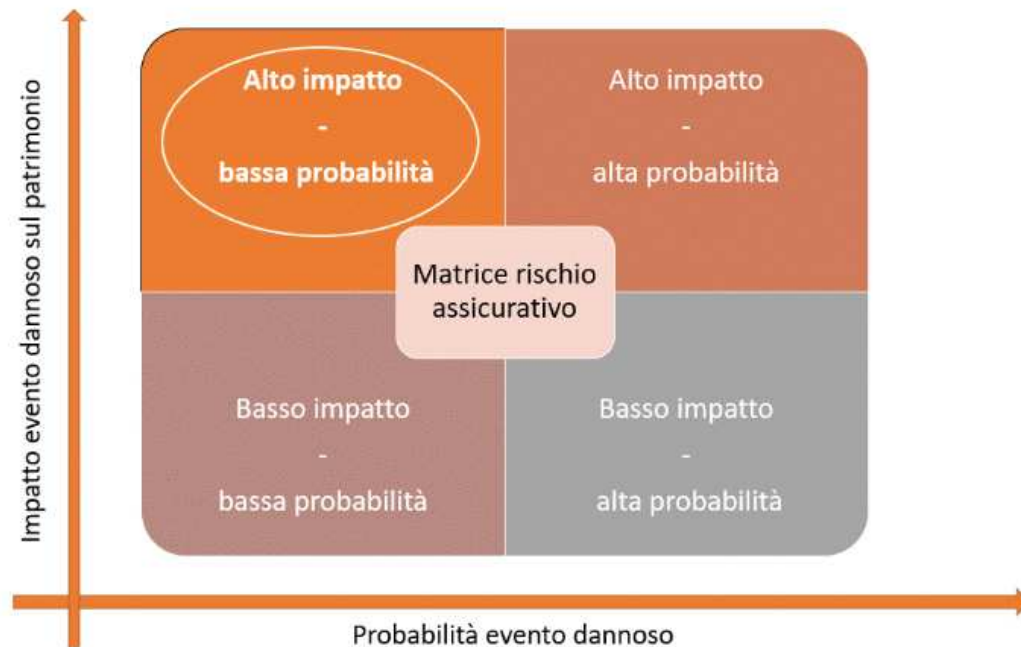 Impatto evento dannoso sul patrimonio
Alto impatto
-
bassa probabilità
Alto impatto
-
alta probabilità
Matrice rischio
assicurativo
Basso impatto
-
bassa probabilità
Basso impatto
-
alta probabilità
Probabilità evento dannoso